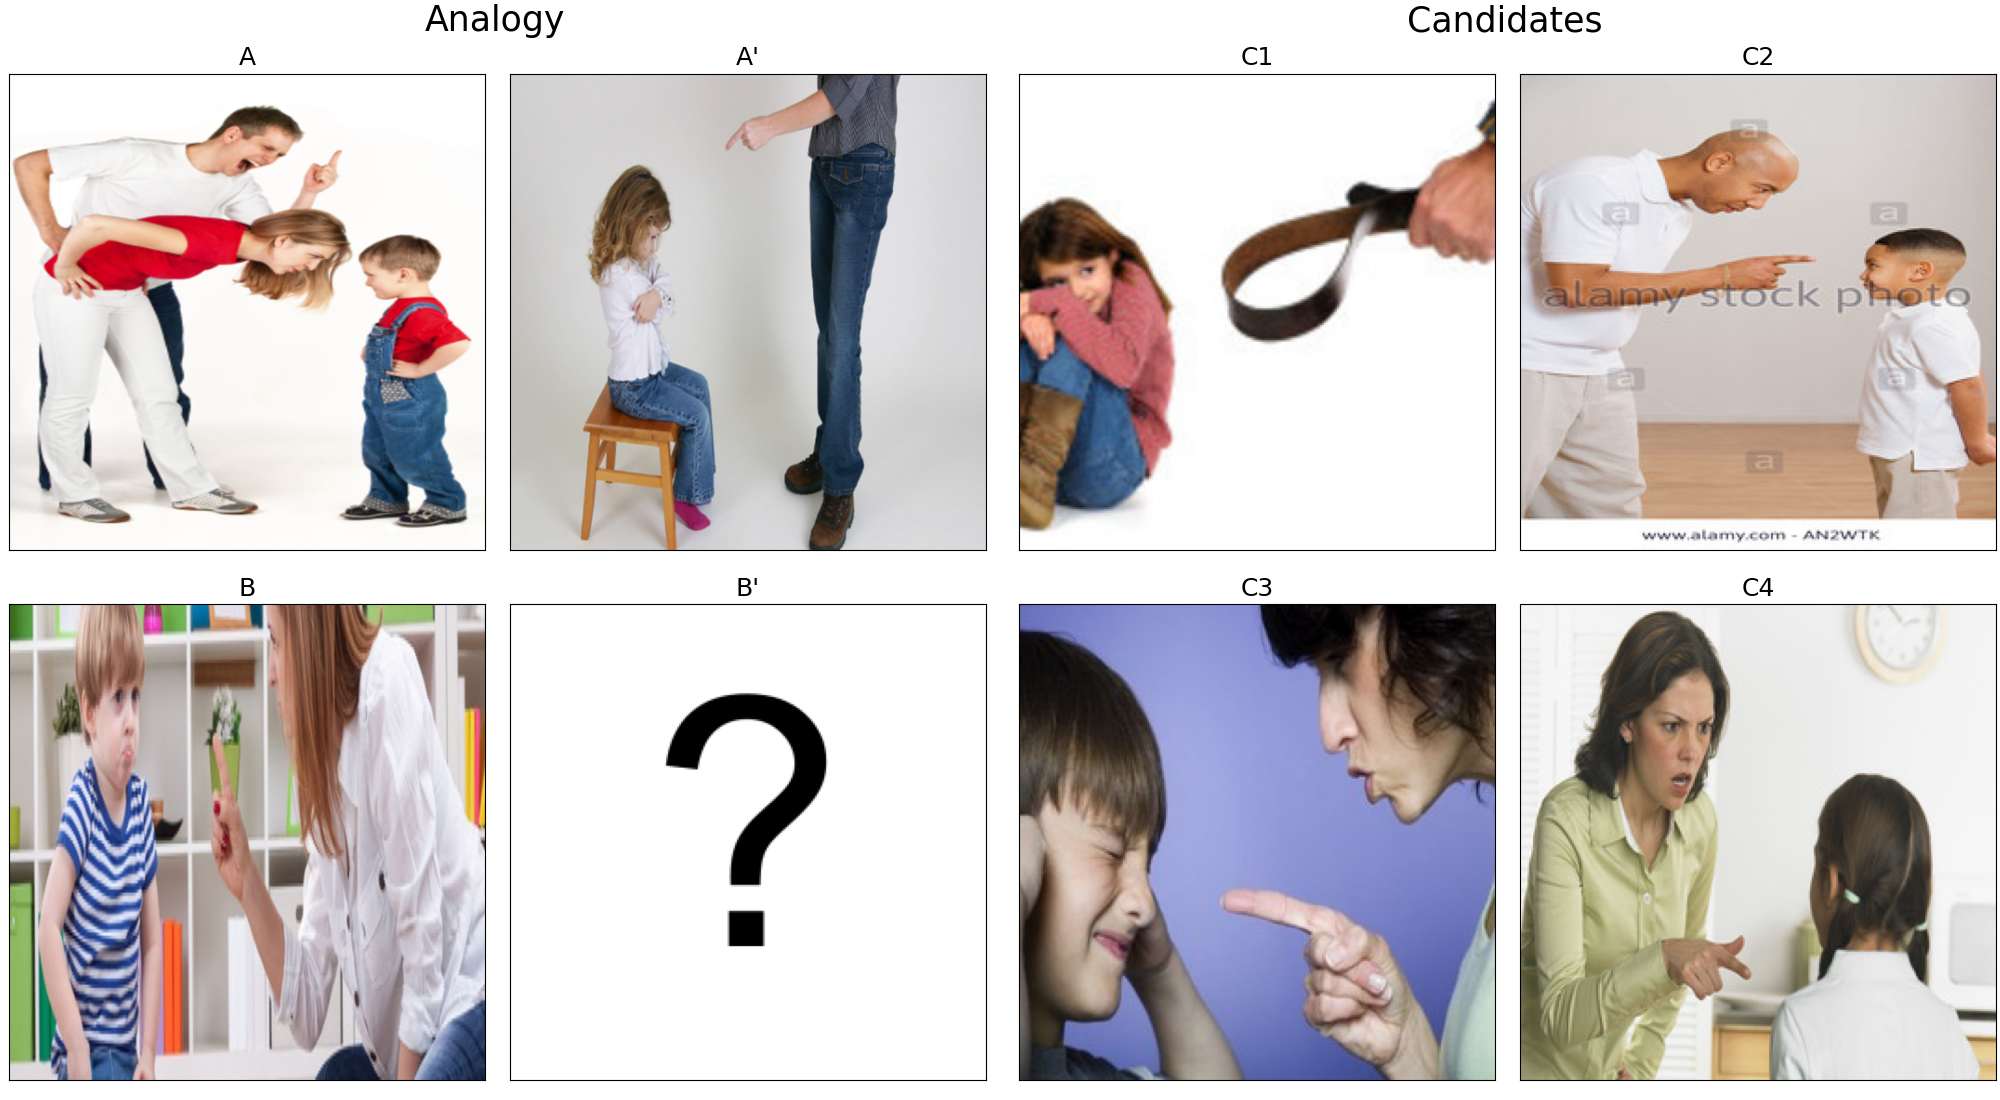 Analogy
Candidates
A
A'
C1
C2
a
a
a
alamy stock photo
a
a
a
www.alamy.com - AN2WTK
B
B'
C3
C4
?